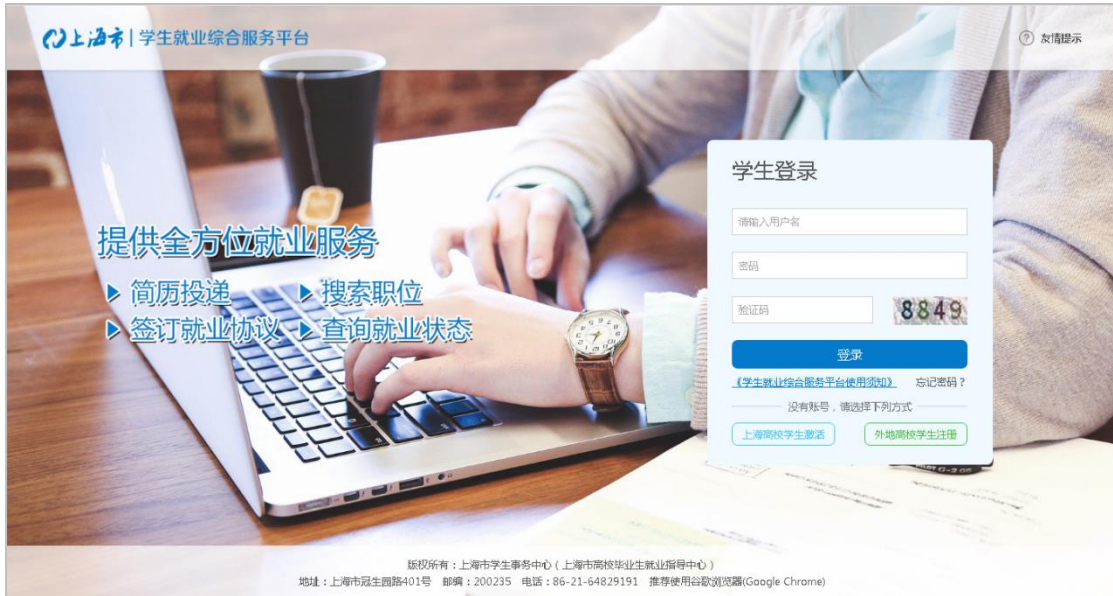 上海市 | 学生就业综合服务平台
? 友情提示
学生登录
请输入用户名
提供全方位就业服务
密码
▶ 简历投递 ▶ 搜索职位
验证码 8849
▶ 签订就业协议 ▶ 查询就业状态
登录
《学生就业综合服务平台使用须知》 忘记密码？
没有账号，请选择下列方式
上海高校学生激活 外地高校学生注册
版权所有：上海市学生事务中心（上海市高校毕业生就业指导中心）
地址：上海市冠生园路401号 邮编：200235 电话：86-21-64829191 推荐使用谷歌浏览器(Google Chrome)